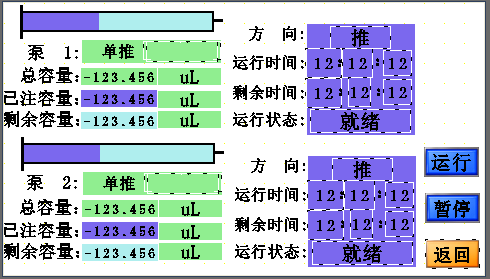 方 向: 推
泵 1: 单推
运行时间: 12:12:12
总容量: -123.456 uL
已注容量: -123.456 uL
剩余时间: 12:12:12
剩余容量: -123.456 uL
运行状态: 就绪
方 向: 推
泵 2: 单推
运行时间: 12:12:12
总容量: -123.456 uL
已注容量: -123.456 uL
剩余时间: 12:12:12
剩余容量: -123.456 uL
运行状态: 就绪
运行
暂停
返回